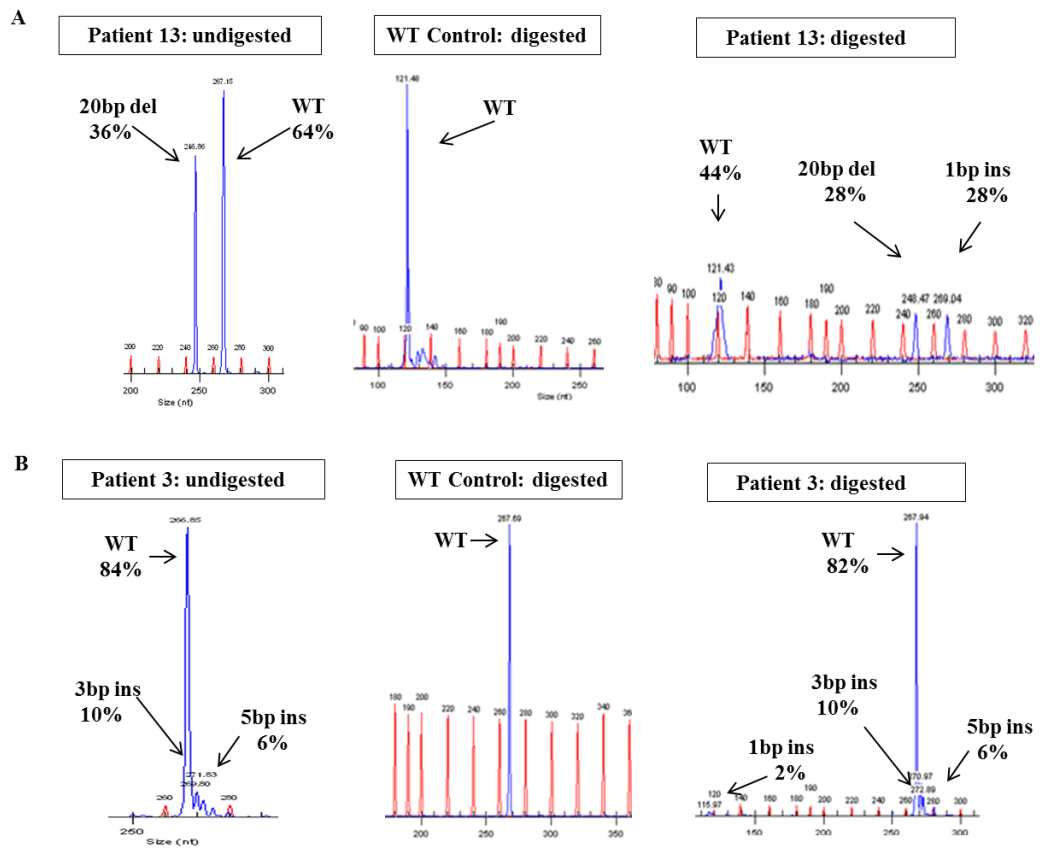 A
Patient 13: undigested
WT Control: digested
Patient 13: digested
267.15
20bp del
36%
WT
64%
246.86
200 220 240 260 280 300
200 250 300
Size (nt)
121.48
WT
90 100 120 140 160 180 190 200 220 240 260
100 150 200 250
Size (nt)
WT
44%
20bp del
28%
1bp ins
28%
121.43
248.47 269.04
90 100 120 140 160 180 190 200 220 240 260 280 300 320
100 150 200 250 300
B
Patient 3: undigested
WT Control: digested
Patient 3: digested
266.85
WT
84%
3bp ins
10%
5bp ins
6%
271.83
269.80
260 280
250
Size (nt)
267.69
WT
180 190 200 220 240 260 280 300 320 340
200 250 300 350
267.94
WT
82%
3bp ins
10%
5bp ins
6%
1bp ins
2%
270.97
272.89
115.97
120 140 160 180 190 200 220 240 260 280 300
150 200 250 300